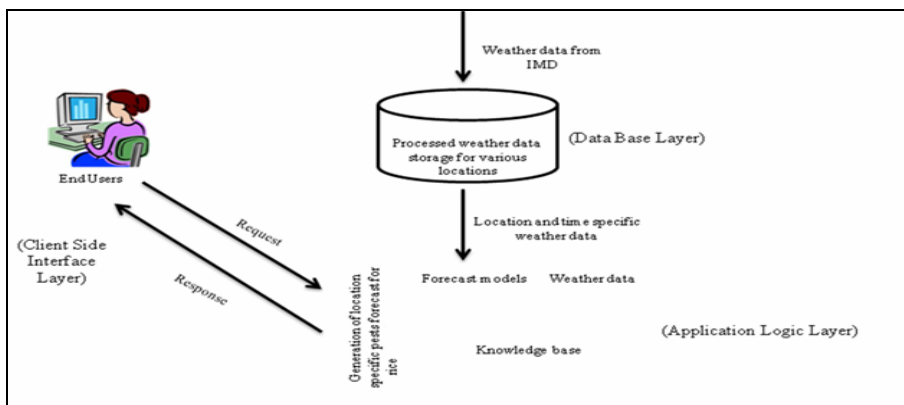 Weather data from
IMD
Processed weather data
storage for various
locations
(Data Base Layer)
End Users
Location and time specific
weather data
Request
Response
(Client Side
Interface
Layer)
Generation of location
specific pests forecast for
rice
Forecast models
Weather data
(Application Logic Layer)
Knowledge base